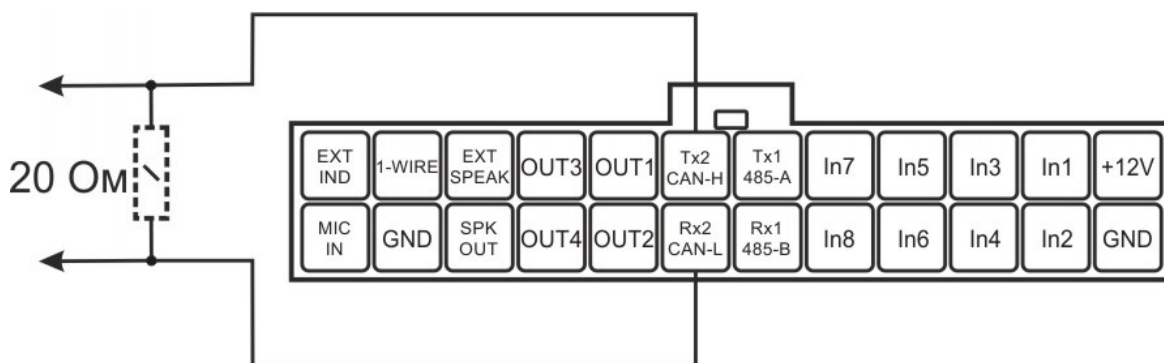 EXT
IND
1-WIRE
EXT
SPEAK
OUT3
OUT1
Tx2
CAN-H
Tx1
485-A
In7
In5
In3
In1
+12V
20 Ом
MIC
IN
GND
SPK
OUT
OUT4
OUT2
Rx2
CAN-L
Rx1
485-B
In8
In6
In4
In2
GND